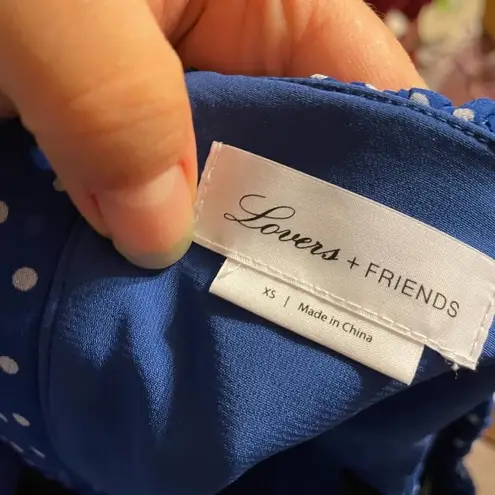 Lovers + FRIENDS
XS | Made in China